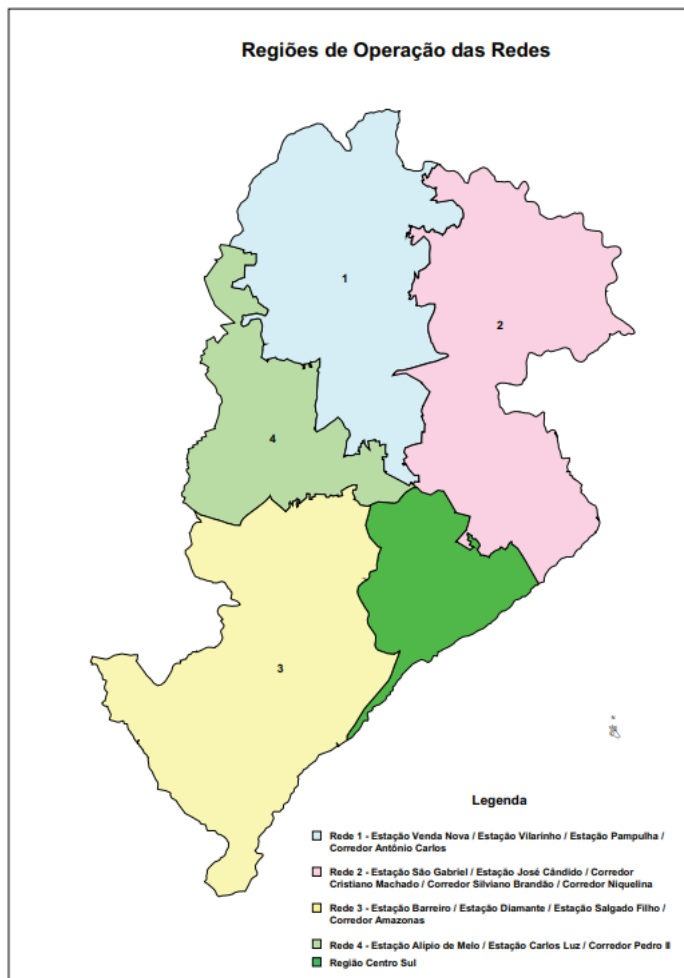 Regiões de Operação das Redes
1
2
4
3
Legenda
Rede 1 - Estação Venda Nova / Estação Vilarinho / Estação Pampulha /
Corredor Antônio Carlos
Rede 2 - Estação São Gabriel / Estação José Cândido / Corredor
Cristiano Machado / Corredor Silviano Brandão / Corredor Niquelina
Rede 3 - Estação Barreiro / Estação Diamante / Estação Salgado Filho /
Corredor Amazonas
Rede 4 - Estação Alípio de Melo / Estação Carlos Luz / Corredor Pedro II
Região Centro Sul